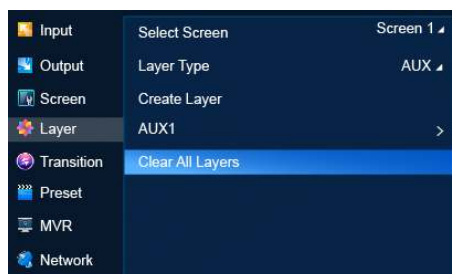 Input
Output
Screen
Layer
Transition
Preset
MVR
Network
Select Screen Screen 1
Layer Type AUX
Create Layer
AUX1 >
Clear All Layers